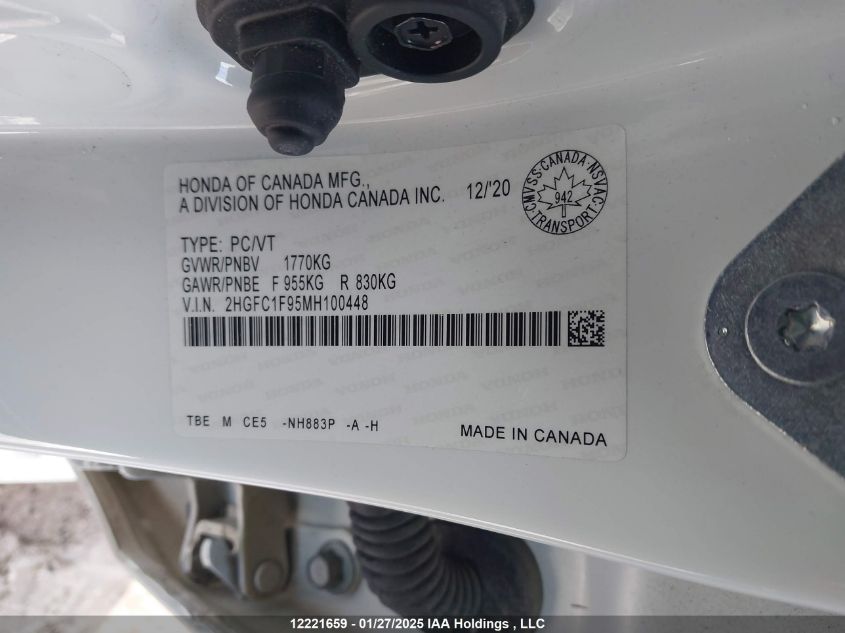 HONDA OF CANADA MFG.,
A DIVISION OF HONDA CANADA INC. 12/'20
CMVSS·CANADA·NSVAC·TRANSPORT·
942
TYPE: PC/VT
GVWR/PNBV 1770KG
GAWR/PNBE F 955KG R 830KG
V.I.N. 2HGFC1F95MH100448
TBE M CE5 -NH883P -A -H
MADE IN CANADA
12221659 - 01/27/2025 IAA Holdings , LLC